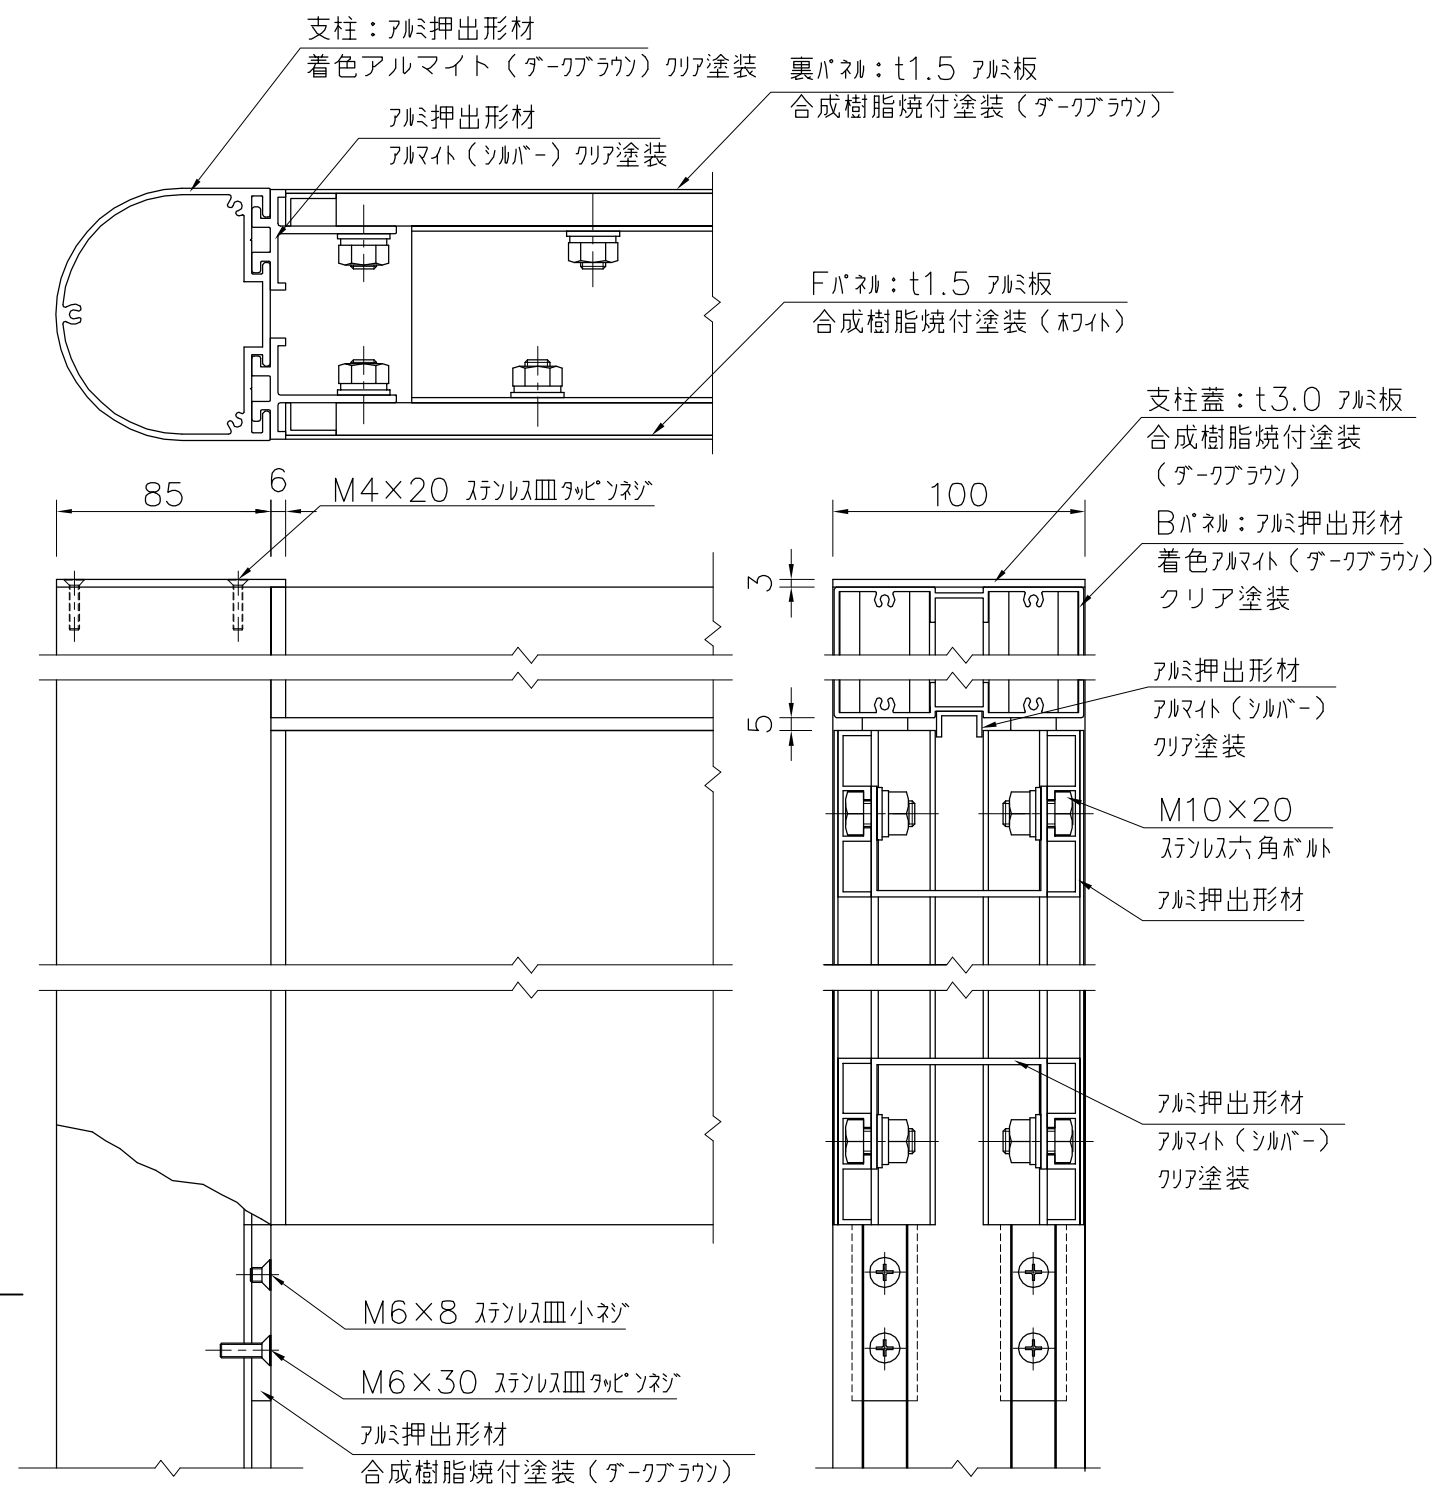 支柱：ｱﾙﾐ押出形材
着色アルマイト（ﾀﾞｰｸﾌﾞﾗｳﾝ）ｸﾘｱ塗装
裏ﾊﾟﾈﾙ：t1.5 ｱﾙﾐ板
合成樹脂焼付塗装（ﾀﾞｰｸﾌﾞﾗｳﾝ）
ｱﾙﾐ押出形材
ｱﾙﾏｲﾄ（ｼﾙﾊﾞｰ）ｸﾘｱ塗装
Fﾊﾟﾈﾙ：t1.5 ｱﾙﾐ板
合成樹脂焼付塗装（ﾎﾜｲﾄ）
支柱蓋：t3.0 ｱﾙﾐ板
合成樹脂焼付塗装
（ﾀﾞｰｸﾌﾞﾗｳﾝ）
85
6
M4×20 ｽﾃﾝﾚｽ皿ﾀｯﾋﾟﾝﾈｼﾞ
100
Bﾊﾟﾈﾙ：ｱﾙﾐ押出形材
着色ｱﾙﾏｲﾄ（ﾀﾞｰｸﾌﾞﾗｳﾝ）
クリア塗装
3
ｱﾙﾐ押出形材
ｱﾙﾏｲﾄ（ｼﾙﾊﾞｰ）
ｸﾘｱ塗装
5
M10×20
ｽﾃﾝﾚｽ六角ﾎﾞﾙﾄ
ｱﾙﾐ押出形材
ｱﾙﾐ押出形材
ｱﾙﾏｲﾄ（ｼﾙﾊﾞｰ）
ｸﾘｱ塗装
M6×8 ｽﾃﾝﾚｽ皿小ﾈｼﾞ
M6×30 ｽﾃﾝﾚｽ皿ﾀｯﾋﾟﾝﾈｼﾞ
ｱﾙﾐ押出形材
合成樹脂焼付塗装（ﾀﾞｰｸﾌﾞﾗｳﾝ）